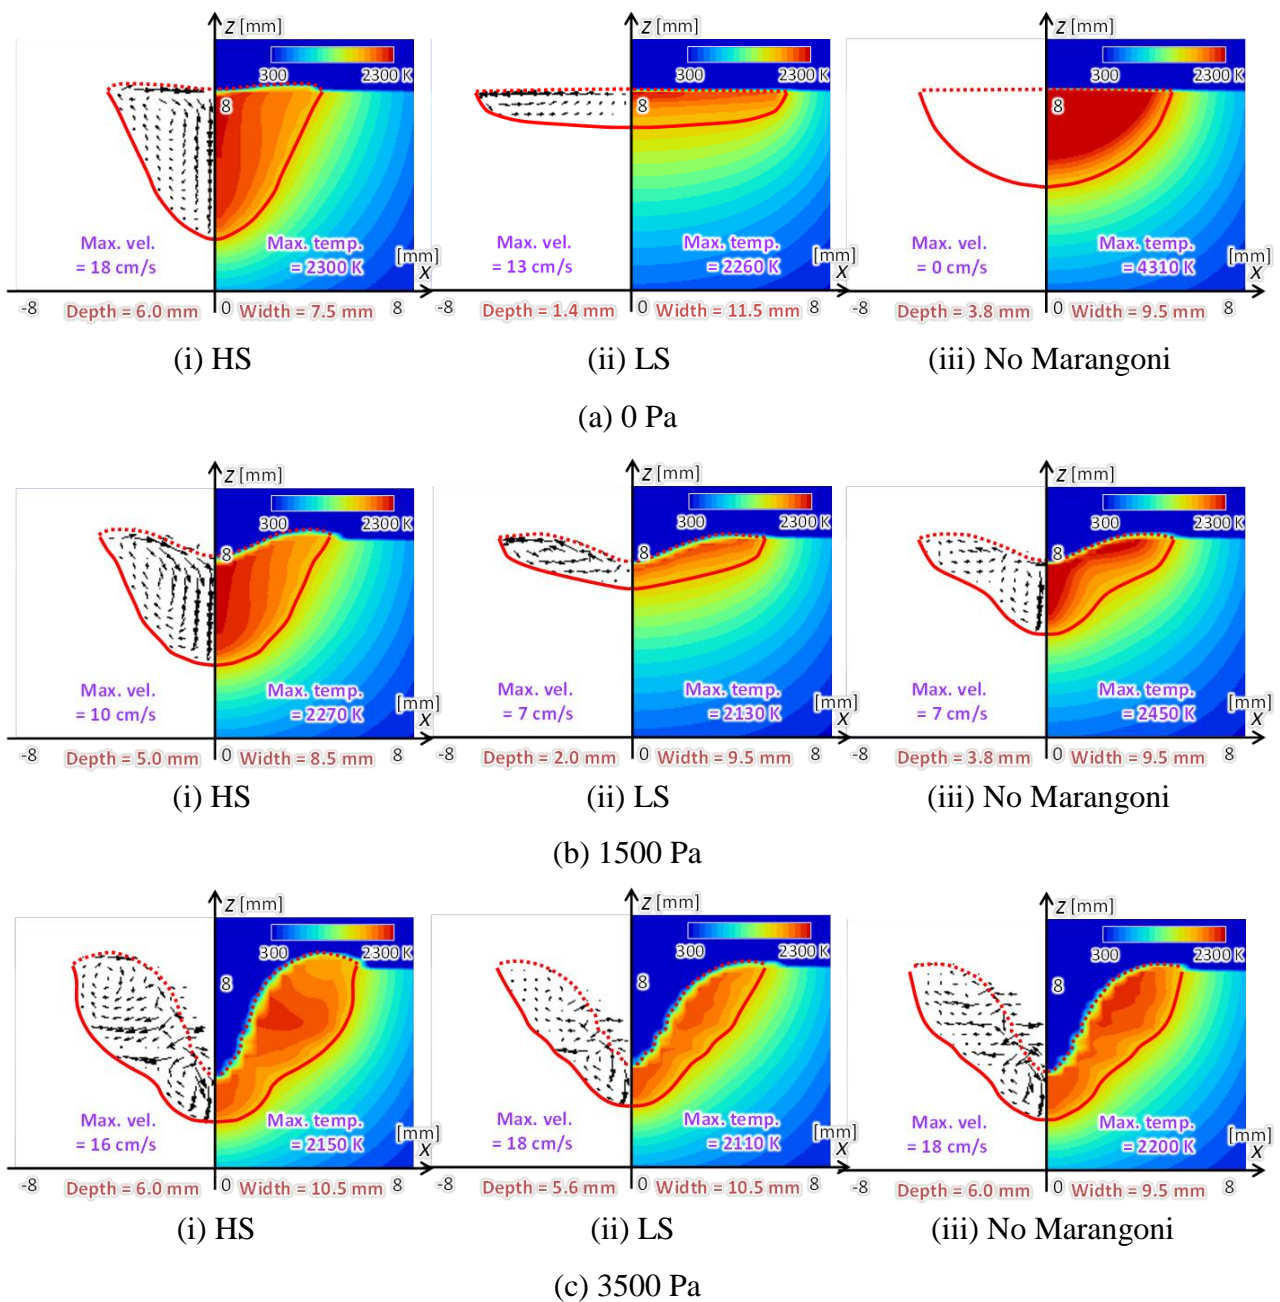 z [mm]
300 2300 K
8
Max. vel.
= 18 cm/s
Max. temp.
= 2300 K
[mm]
x
-8 Depth = 6.0 mm 0 Width = 7.5 mm 8
(i) HS
z [mm]
300 2300 K
8
Max. vel.
= 13 cm/s
Max. temp.
= 2260 K
[mm]
x
-8 Depth = 1.4 mm 0 Width = 11.5 mm 8
(ii) LS
z [mm]
300 2300 K
8
Max. vel.
= 0 cm/s
Max. temp.
= 4310 K
[mm]
x
-8 Depth = 3.8 mm 0 Width = 9.5 mm 8
(iii) No Marangoni
(a) 0 Pa
z [mm]
300 2300 K
8
Max. vel.
= 10 cm/s
Max. temp.
= 2270 K
[mm]
x
-8 Depth = 5.0 mm 0 Width = 8.5 mm 8
(i) HS
z [mm]
300 2300 K
8
Max. vel.
= 7 cm/s
Max. temp.
= 2130 K
[mm]
x
-8 Depth = 2.0 mm 0 Width = 9.5 mm 8
(ii) LS
z [mm]
300 2300 K
8
Max. vel.
= 7 cm/s
Max. temp.
= 2450 K
[mm]
x
-8 Depth = 3.8 mm 0 Width = 9.5 mm 8
(iii) No Marangoni
(b) 1500 Pa
z [mm]
300 2300 K
8
Max. vel.
= 16 cm/s
Max. temp.
= 2150 K
[mm]
x
-8 Depth = 6.0 mm 0 Width = 10.5 mm 8
(i) HS
z [mm]
300 2300 K
8
Max. vel.
= 18 cm/s
Max. temp.
= 2110 K
[mm]
x
-8 Depth = 5.6 mm 0 Width = 10.5 mm 8
(ii) LS
z [mm]
300 2300 K
8
Max. vel.
= 18 cm/s
Max. temp.
= 2200 K
[mm]
x
-8 Depth = 6.0 mm 0 Width = 9.5 mm 8
(iii) No Marangoni
(c) 3500 Pa